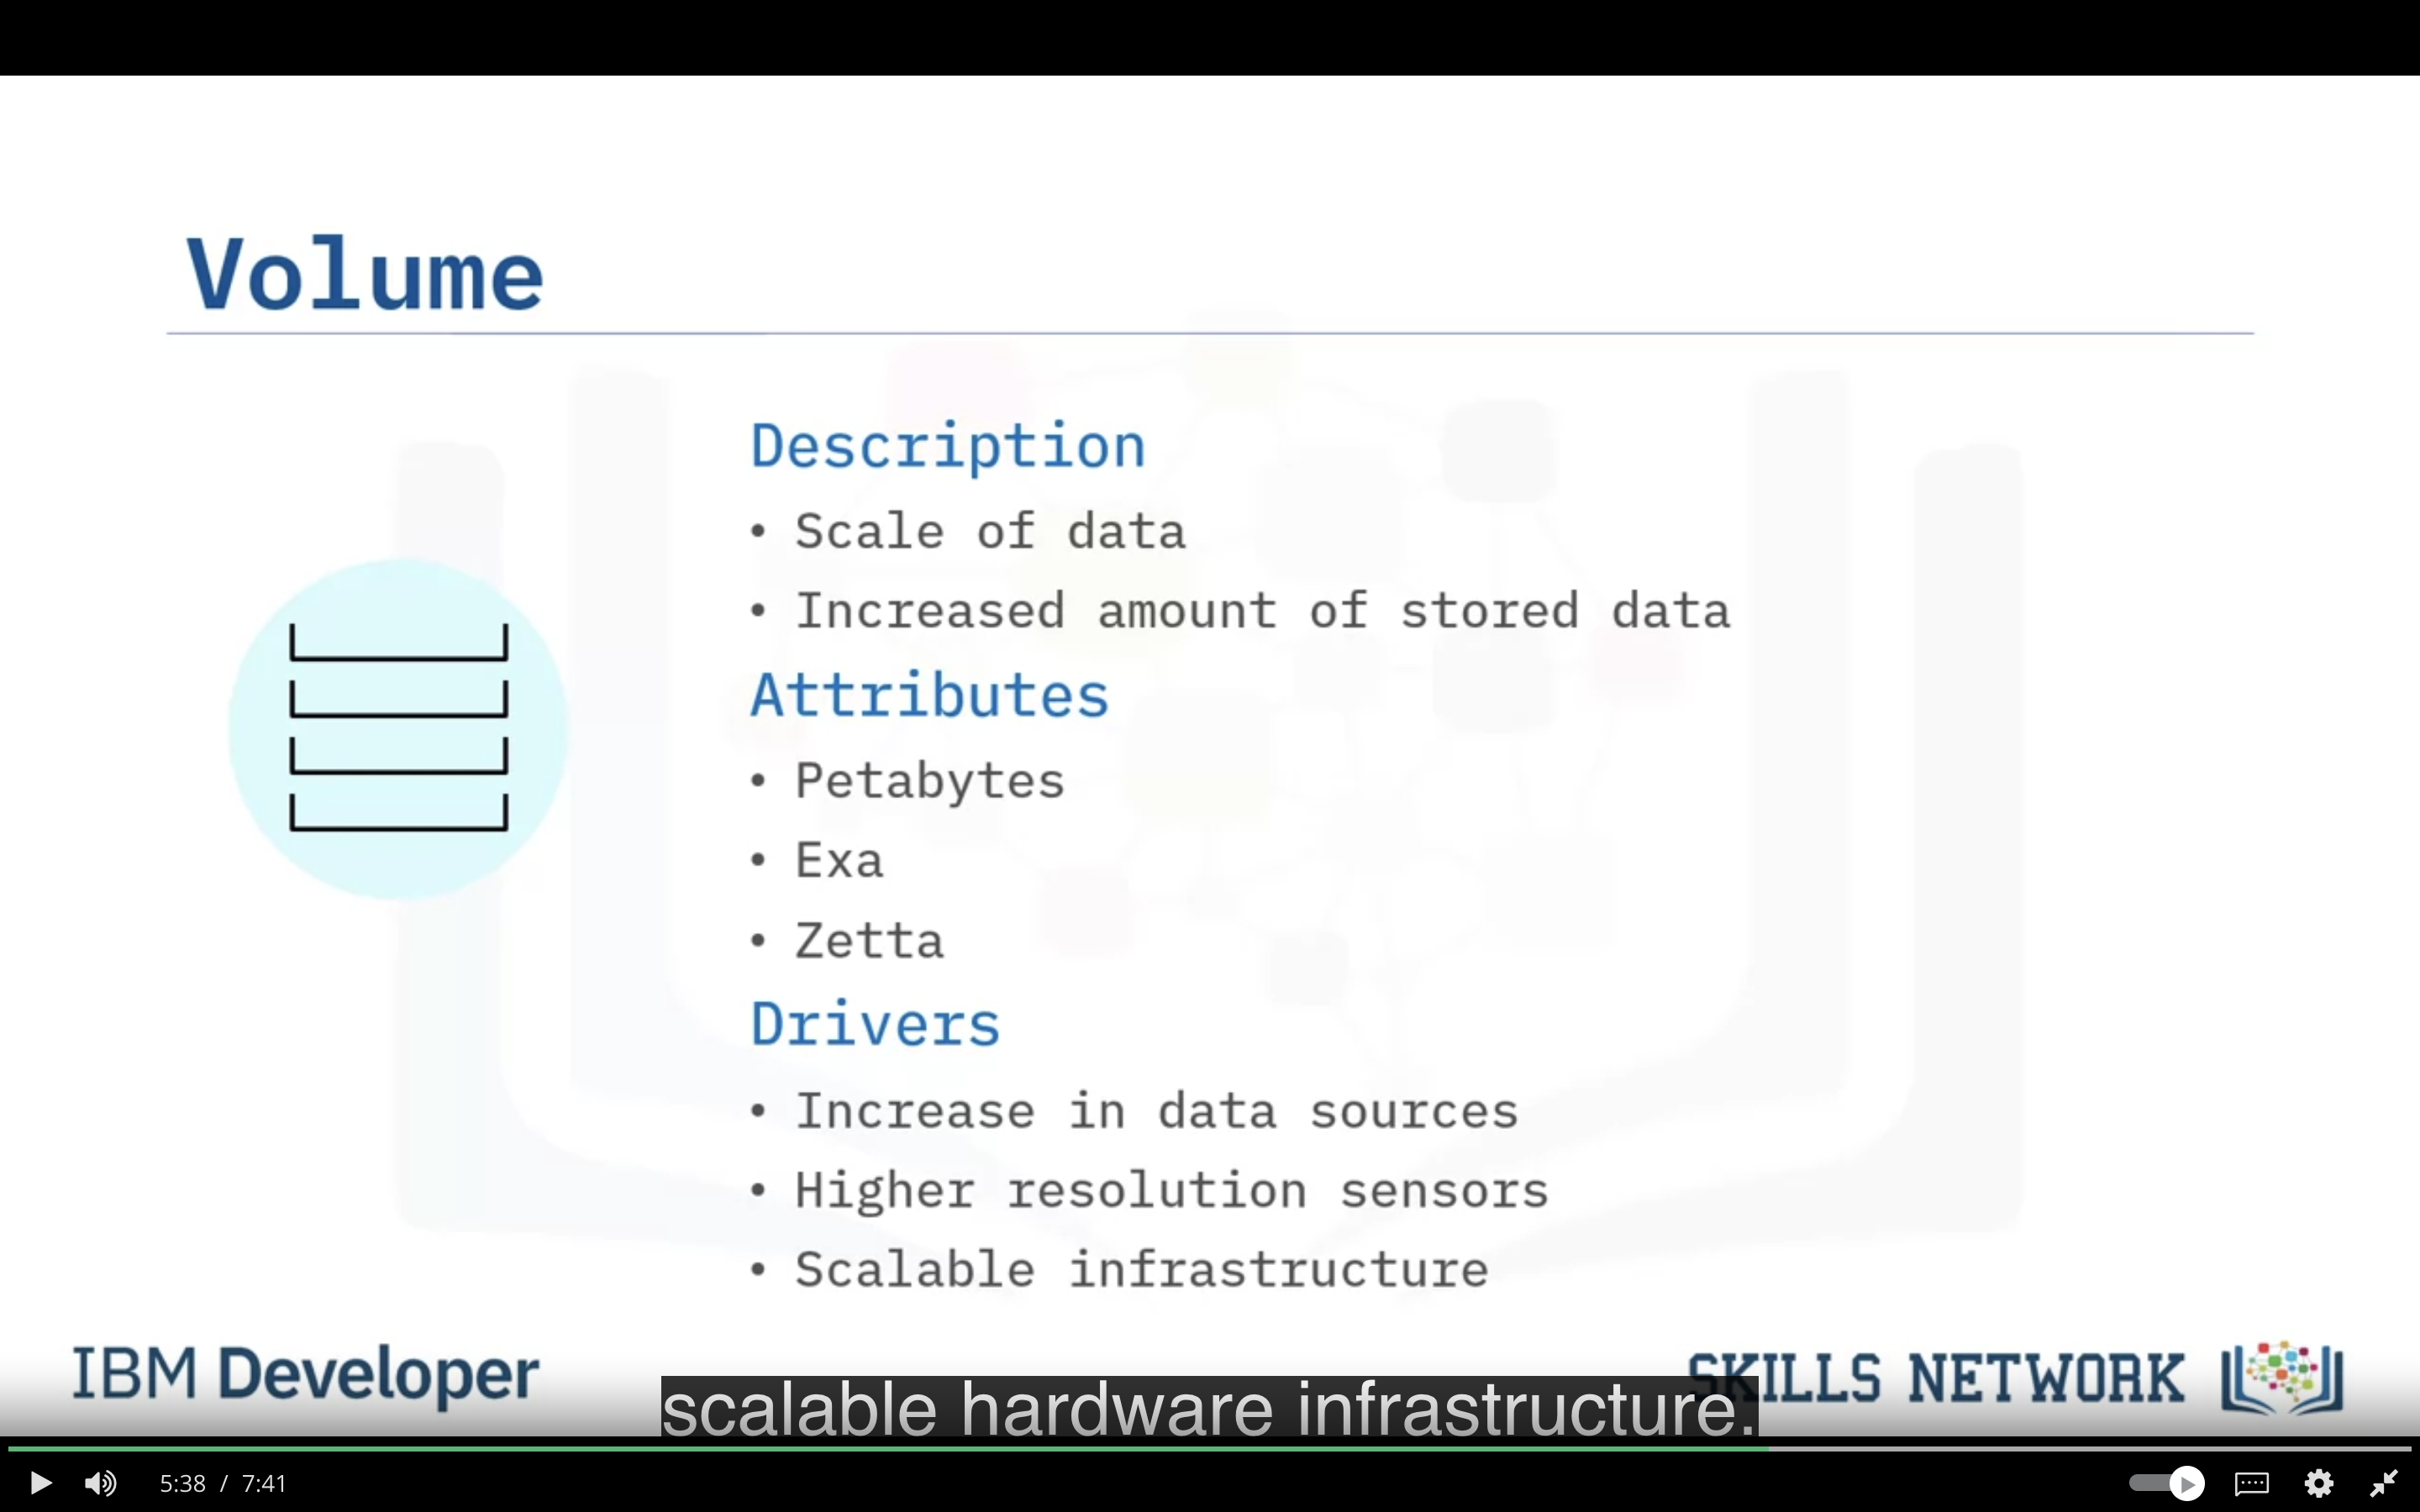 Volume
Description
• Scale of data
• Increased amount of stored data
Attributes
• Petabytes
• Exa
• Zetta
Drivers
• Increase in data sources
• Higher resolution sensors
• Scalable infrastructure
IBM Developer
SKILLS NETWORK
scalable hardware infrastructure.
5:38 / 7:41